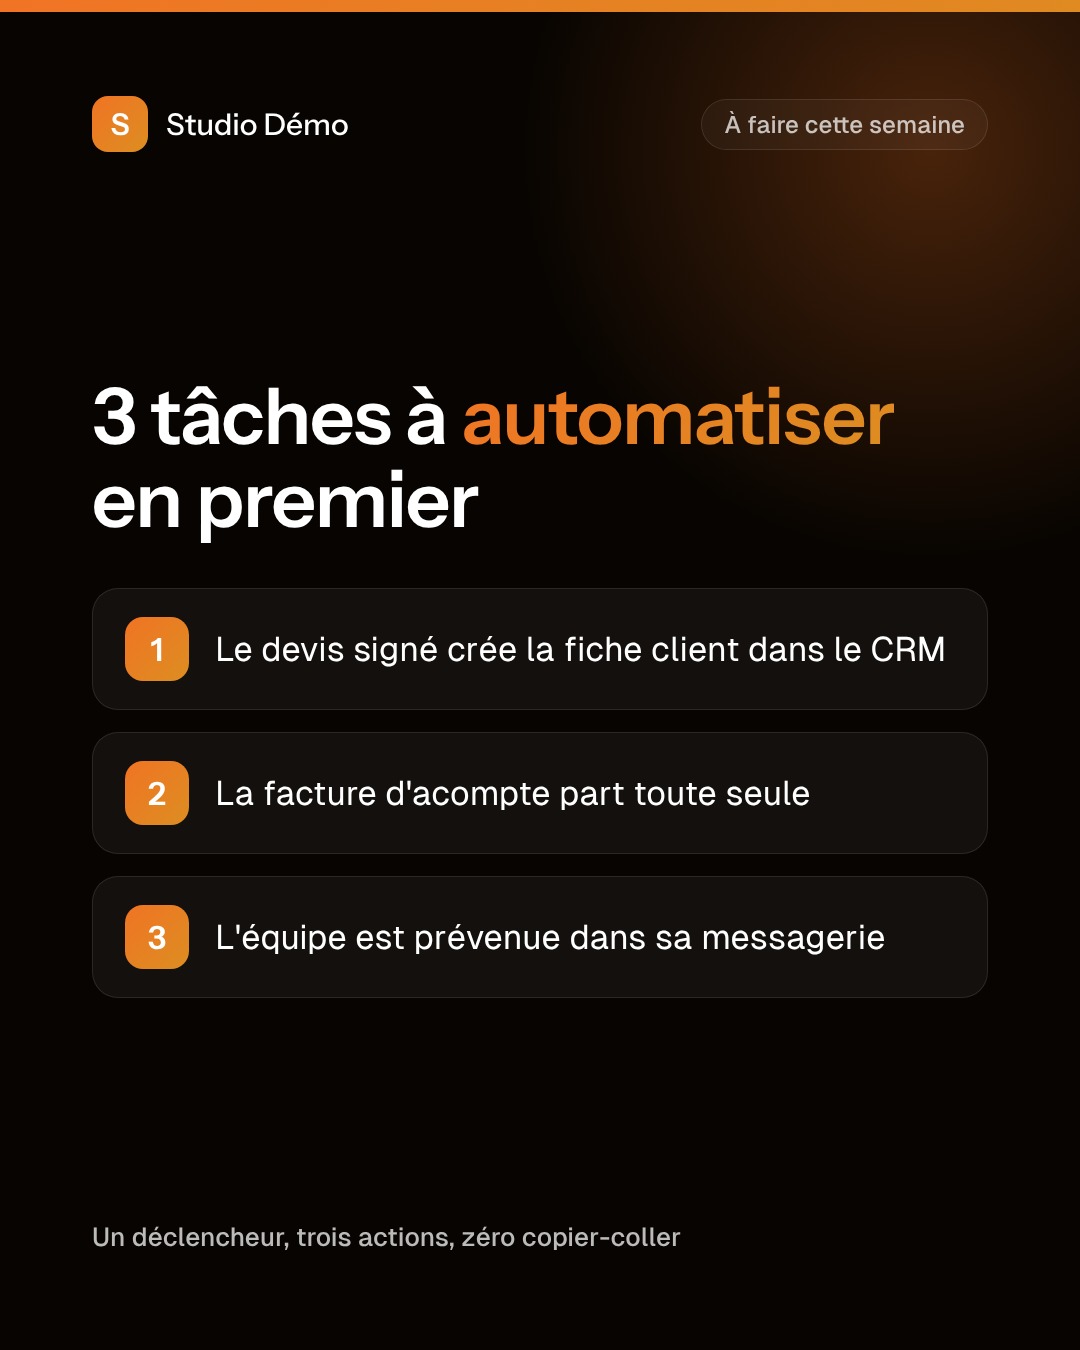 S
Studio Démo
À faire cette semaine
3 tâches à automatiser
en premier
1
Le devis signé crée la fiche client dans le CRM
2
La facture d'acompte part toute seule
3
L'équipe est prévenue dans sa messagerie
Un déclencheur, trois actions, zéro copier-coller